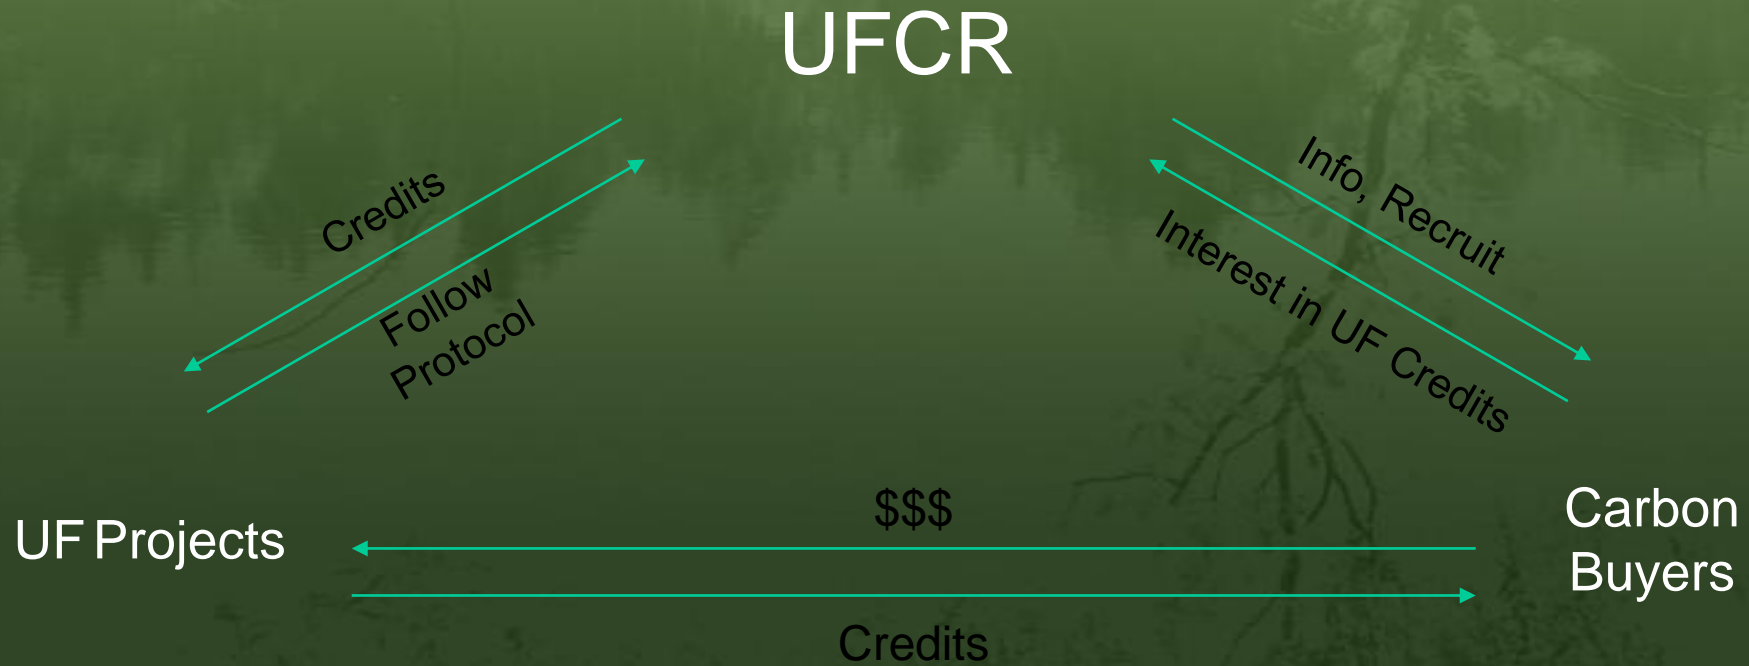 UFCR
Credits
Follow
Protocol
Info, Recruit
Interest in UF Credits
$$$
UF Projects
Carbon
Buyers
Credits